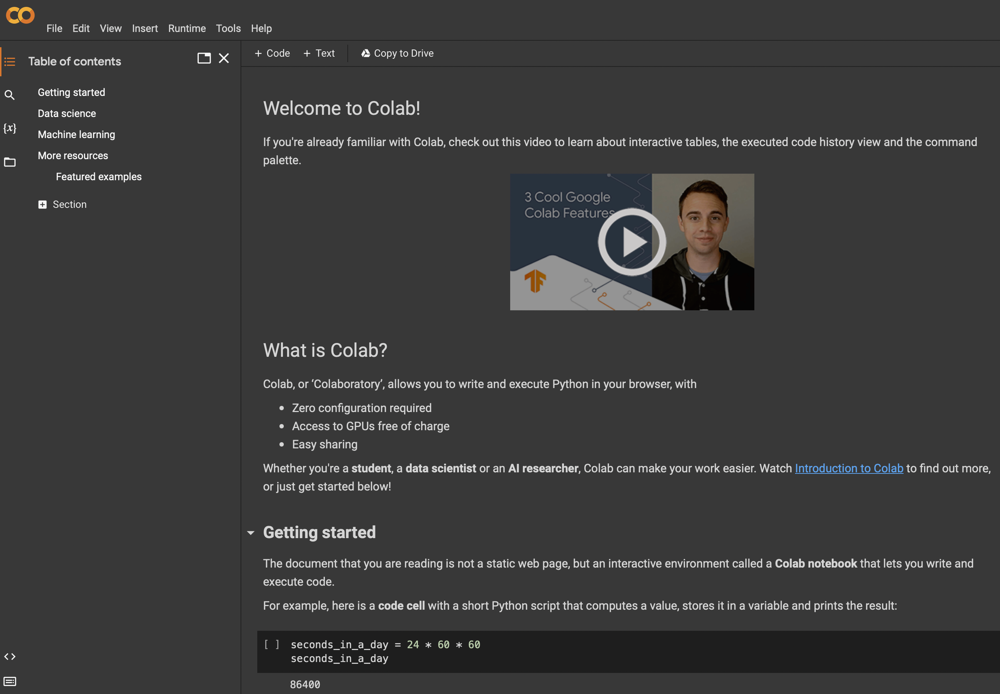 File Edit View Insert Runtime Tools Help
Table of contents
Getting started
Data science
Machine learning
More resources
Featured examples
Section
+ Code + Text Copy to Drive
Welcome to Colab!
If you're already familiar with Colab, check out this video to learn about interactive tables, the executed code history view and the command
palette.
3 Cool Google
Colab Features
What is Colab?
Colab, or ‘Colaboratory’, allows you to write and execute Python in your browser, with
• Zero configuration required
• Access to GPUs free of charge
• Easy sharing
Whether you're a student, a data scientist or an AI researcher, Colab can make your work easier. Watch Introduction to Colab to find out more,
or just get started below!
Getting started
The document that you are reading is not a static web page, but an interactive environment called a Colab notebook that lets you write and
execute code.
For example, here is a code cell with a short Python script that computes a value, stores it in a variable and prints the result:
[ ] seconds_in_a_day = 24 * 60 * 60
seconds_in_a_day
86400